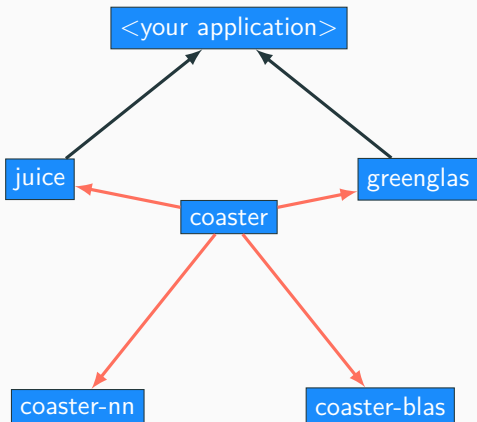 <your application>
juice
greenglas
coaster
coaster-nn
coaster-blas